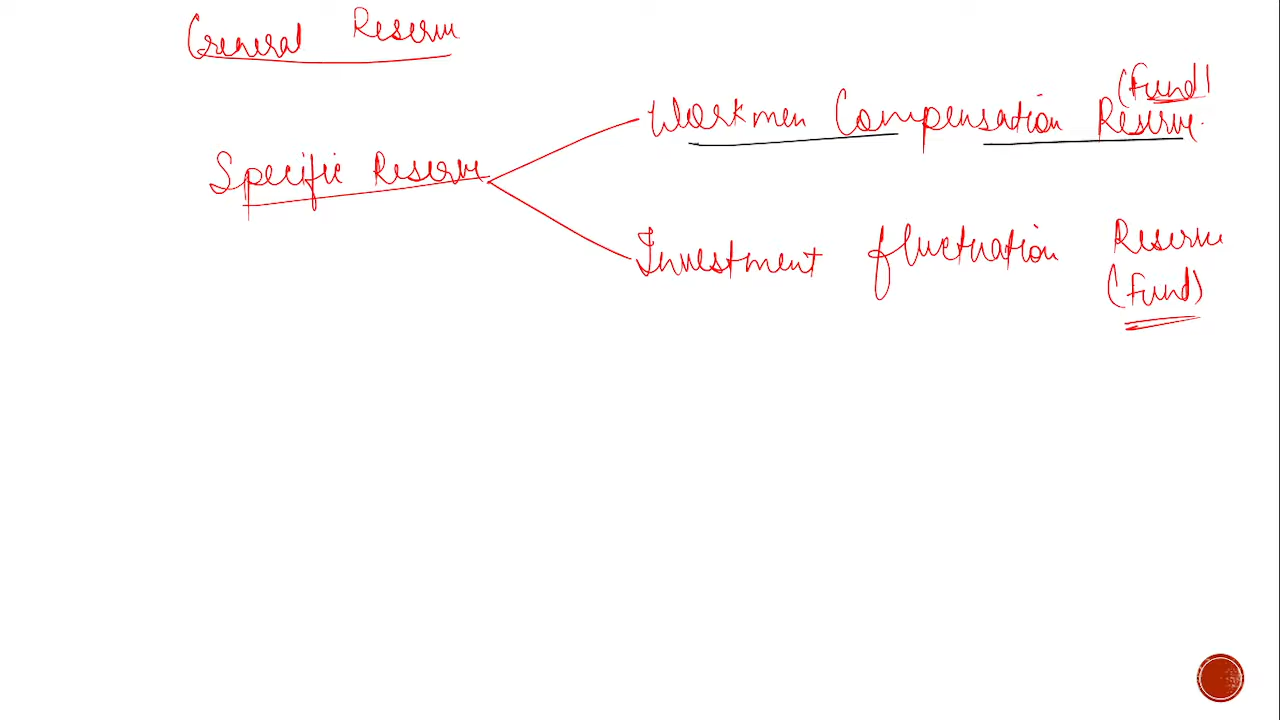 General Reserve
(Fund)
Workmen Compensation Reserve.
Specific Reserve
Investment fluctuation Reserve
(Fund)